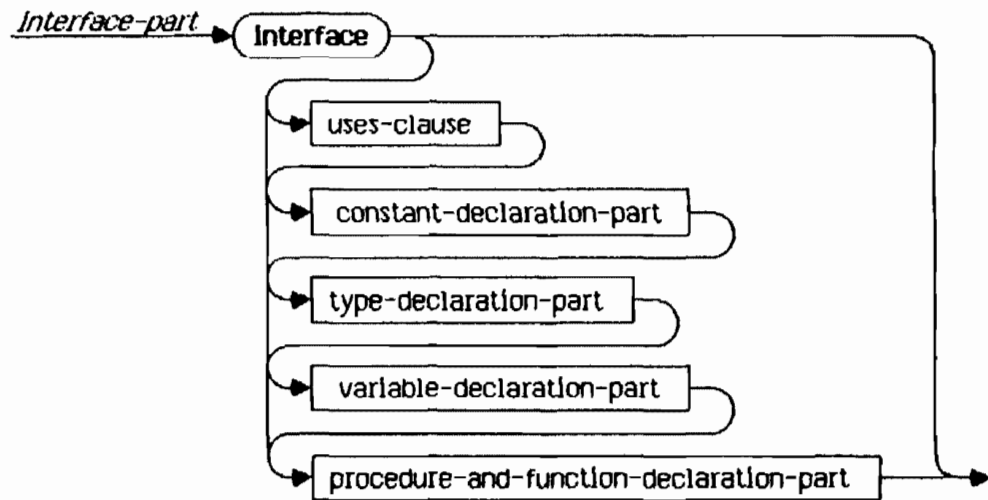 interface-part
interface
uses-clause
constant-declaration-part
type-declaration-part
variable-declaration-part
procedure-and-function-declaration-part